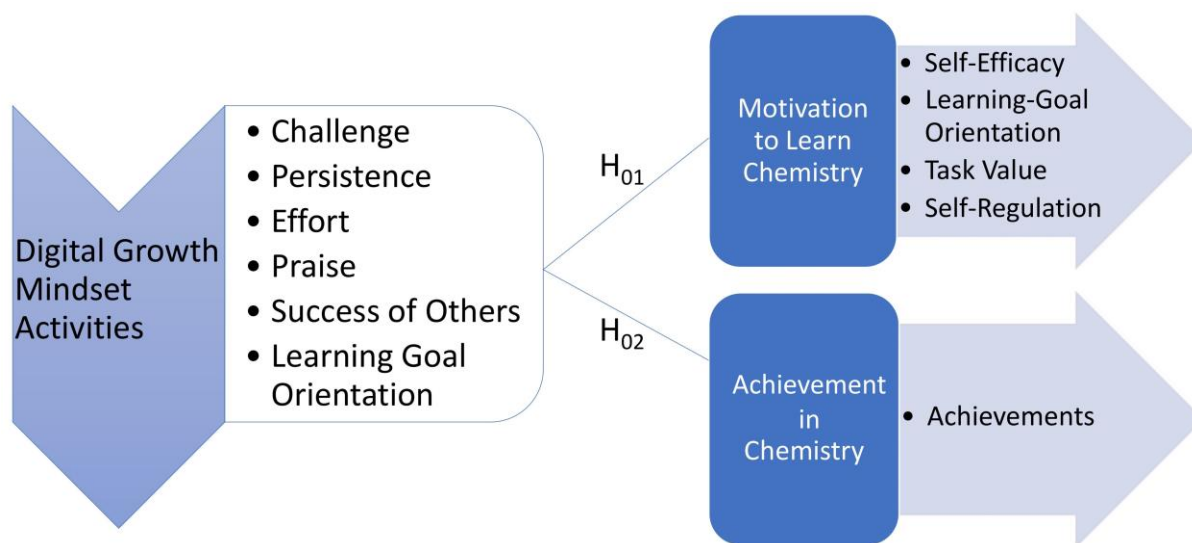 Digital Growth
Mindset
Activities
• Challenge
• Persistence
• Effort
• Praise
• Success of Others
• Learning Goal
Orientation
H₀₁
H₀₂
Motivation
to Learn
Chemistry
• Self-Efficacy
• Learning-Goal
Orientation
• Task Value
• Self-Regulation
Achievement
in
Chemistry
• Achievements